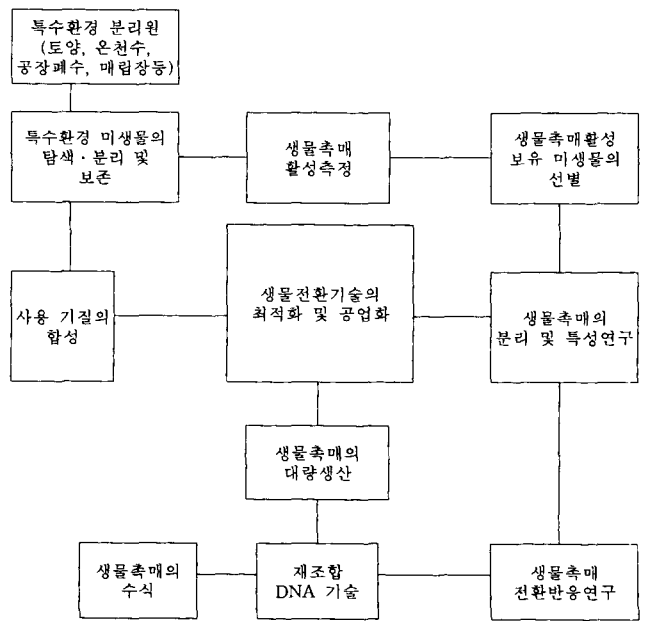 특수환경 분리원
(토양, 온천수,
공장폐수, 매립장등)
특수환경 미생물의
탐색·분리 및
보존
생물촉매
활성측정
생물촉매활성
보유 미생물의
선별
사용 기질의
합성
생물전환기술의
최적화 및 공업화
생물촉매의
분리 및 특성연구
생물촉매의
대량생산
생물촉매의
수식
재조합
DNA 기술
생물촉매
전환반응연구